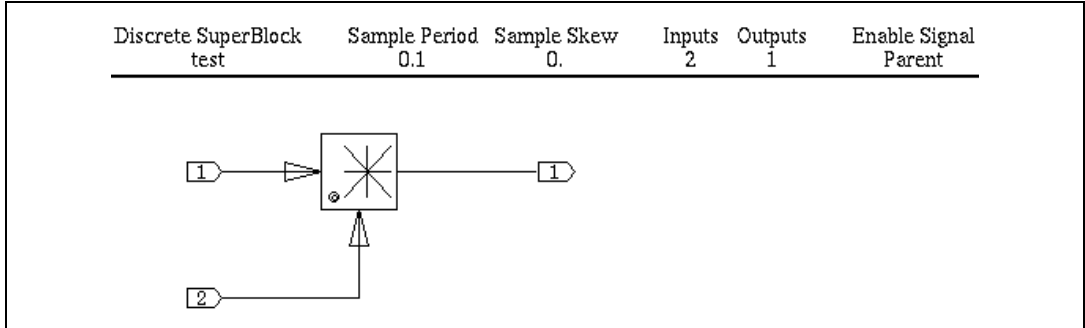 Discrete SuperBlock Sample Period Sample Skew Inputs Outputs Enable Signal
test 0.1 0. 2 1 Parent
1 1
2